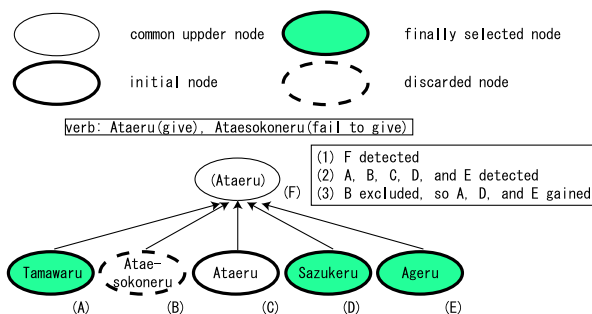 common uppder node
finally selected node
initial node
discarded node
verb: Ataeru(give), Ataesokoneru(fail to give)
(1) F detected
(2) A, B, C, D, and E detected
(3) B excluded, so A, D, and E gained
(Ataeru)
(F)
Tamawaru
Atae-
sokoneru
Ataeru
Sazukeru
Ageru
(A)
(B)
(C)
(D)
(E)